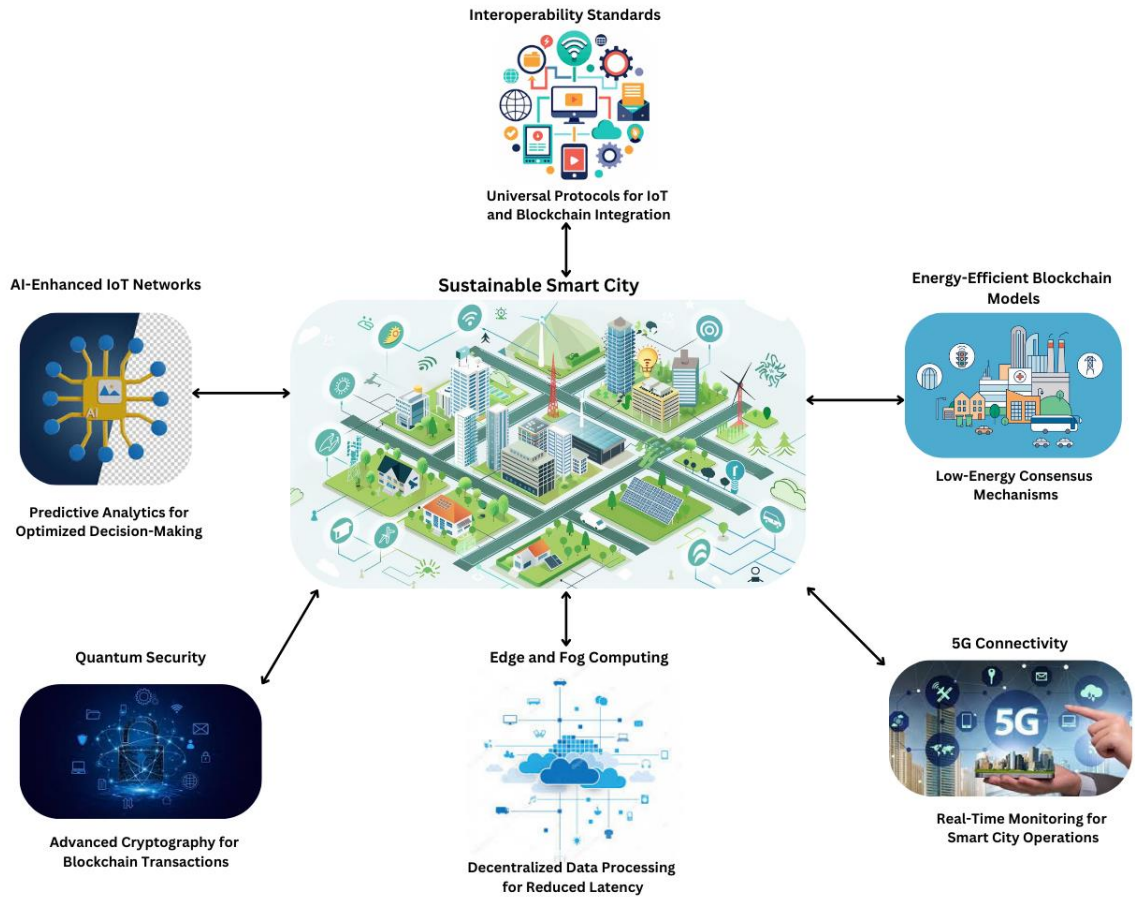 Interoperability Standards
Universal Protocols for IoT
and Blockchain Integration
AI-Enhanced IoT Networks
AI
Predictive Analytics for
Optimized Decision-Making
Sustainable Smart City
Energy-Efficient Blockchain
Models
Low-Energy Consensus
Mechanisms
Quantum Security
Advanced Cryptography for
Blockchain Transactions
Edge and Fog Computing
Decentralized Data Processing
for Reduced Latency
5G Connectivity
5G
Real-Time Monitoring for
Smart City Operations